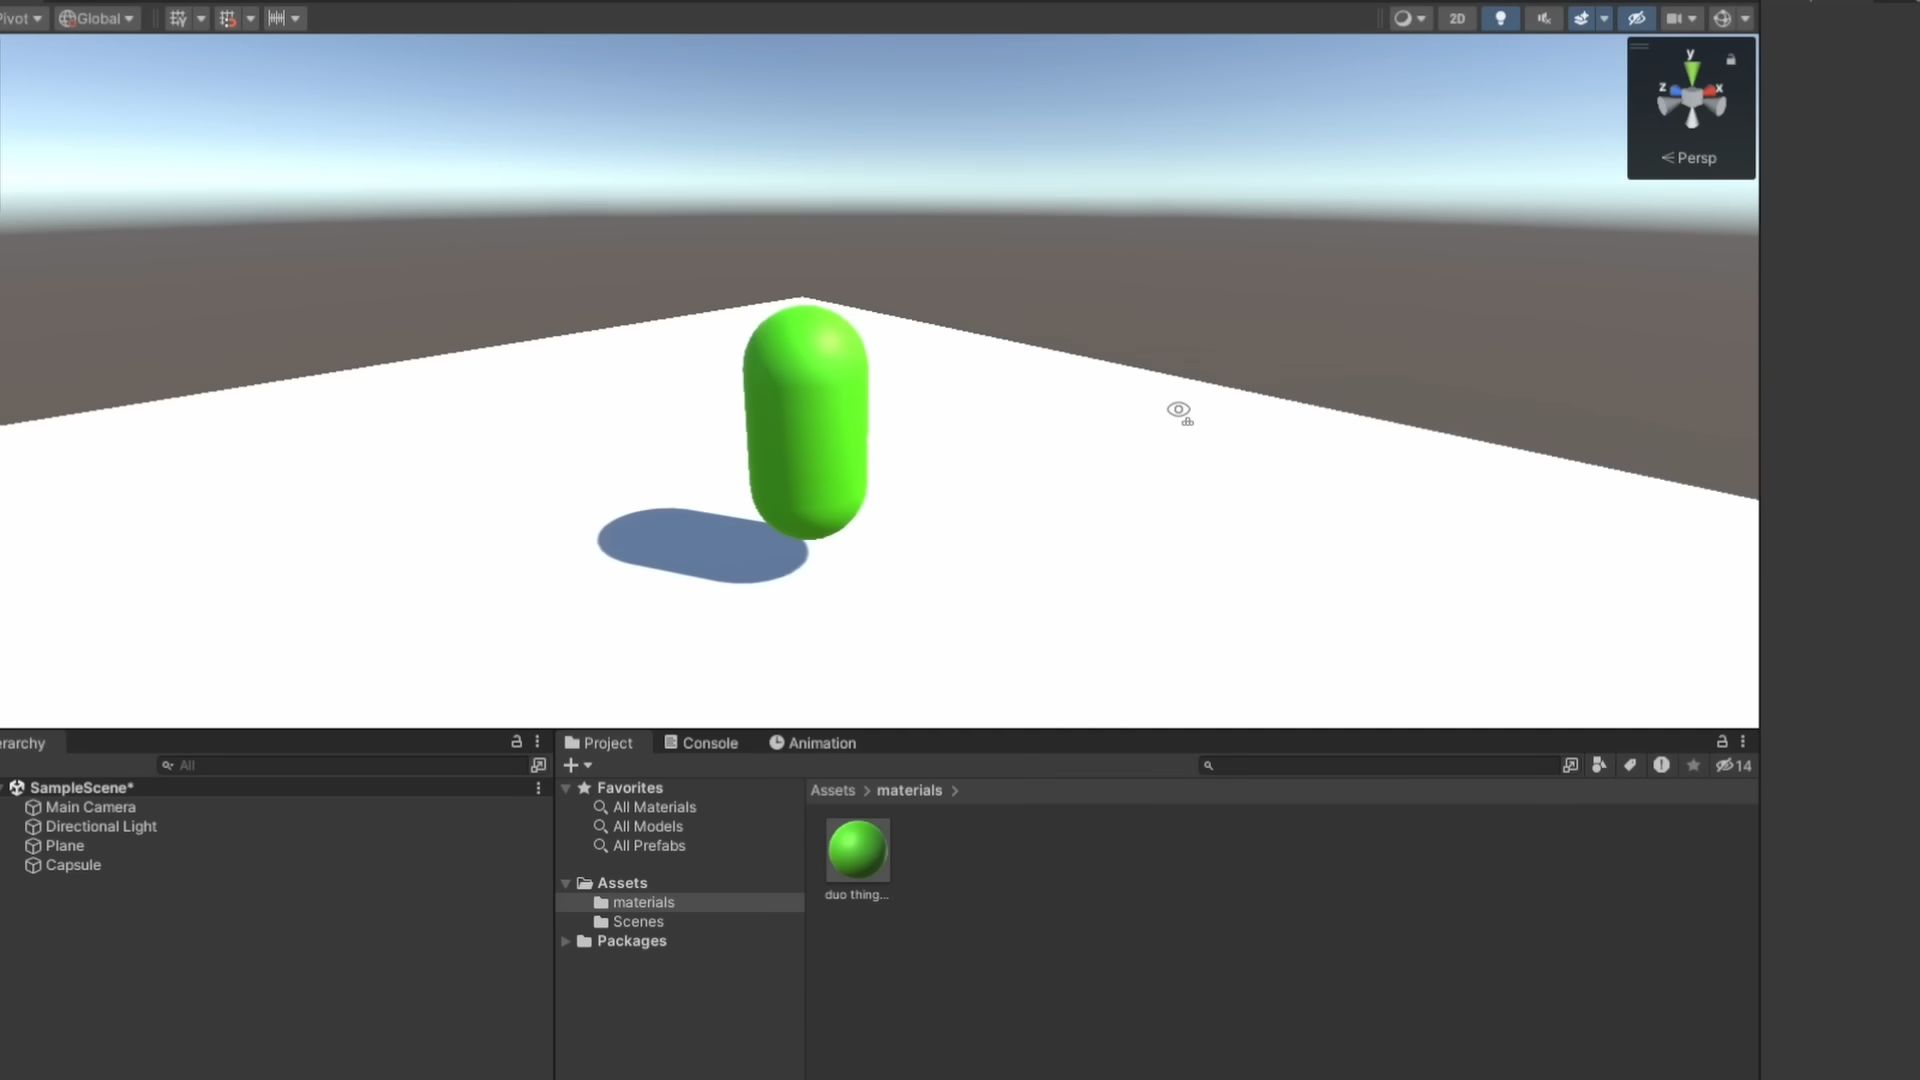 Pivot Global 2D
y
z x
Persp
erarchy
All
SampleScene*
Main Camera
Directional Light
Plane
Capsule
Project Console Animation
14
Favorites
All Materials
All Models
All Prefabs
Assets
materials
Scenes
Packages
Assets > materials >
duo thing...